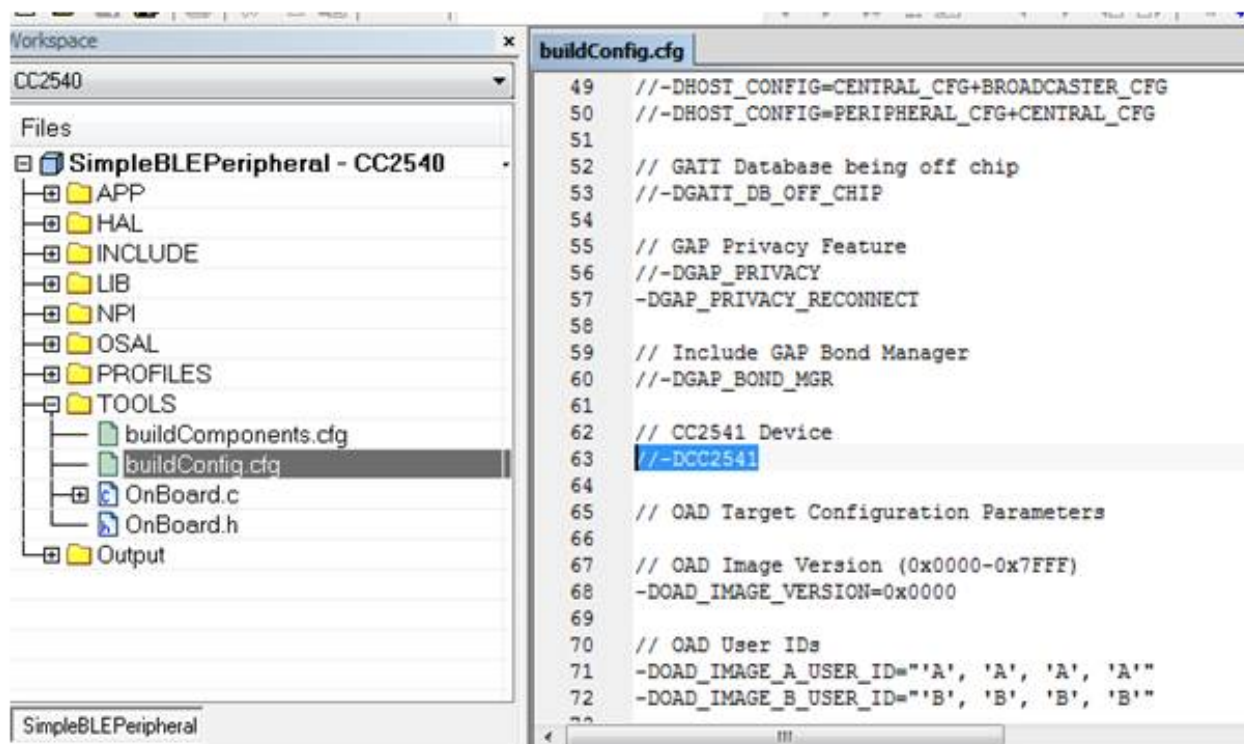 Workspace
CC2540
Files
SimpleBLEPeripheral - CC2540
APP
HAL
INCLUDE
LIB
NPI
OSAL
PROFILES
TOOLS
buildComponents.cfg
buildConfig.cfg
OnBoard.c
OnBoard.h
Output
SimpleBLEPeripheral
buildConfig.cfg
49 //-DHOST_CONFIG=CENTRAL_CFG+BROADCASTER_CFG
50 //-DHOST_CONFIG=PERIPHERAL_CFG+CENTRAL_CFG
51
52 // GATT Database being off chip
53 //-DGATT_DB_OFF_CHIP
54
55 // GAP Privacy Feature
56 //-DGAP_PRIVACY
57 -DGAP_PRIVACY_RECONNECT
58
59 // Include GAP Bond Manager
60 //-DGAP_BOND_MGR
61
62 // CC2541 Device
63 //-DCC2541
64
65 // OAD Target Configuration Parameters
66
67 // OAD Image Version (0x0000-0x7FFF)
68 -DOAD_IMAGE_VERSION=0x0000
69
70 // OAD User IDs
71 -DOAD_IMAGE_A_USER_ID="'A', 'A', 'A', 'A'"
72 -DOAD_IMAGE_B_USER_ID="'B', 'B', 'B', 'B'"